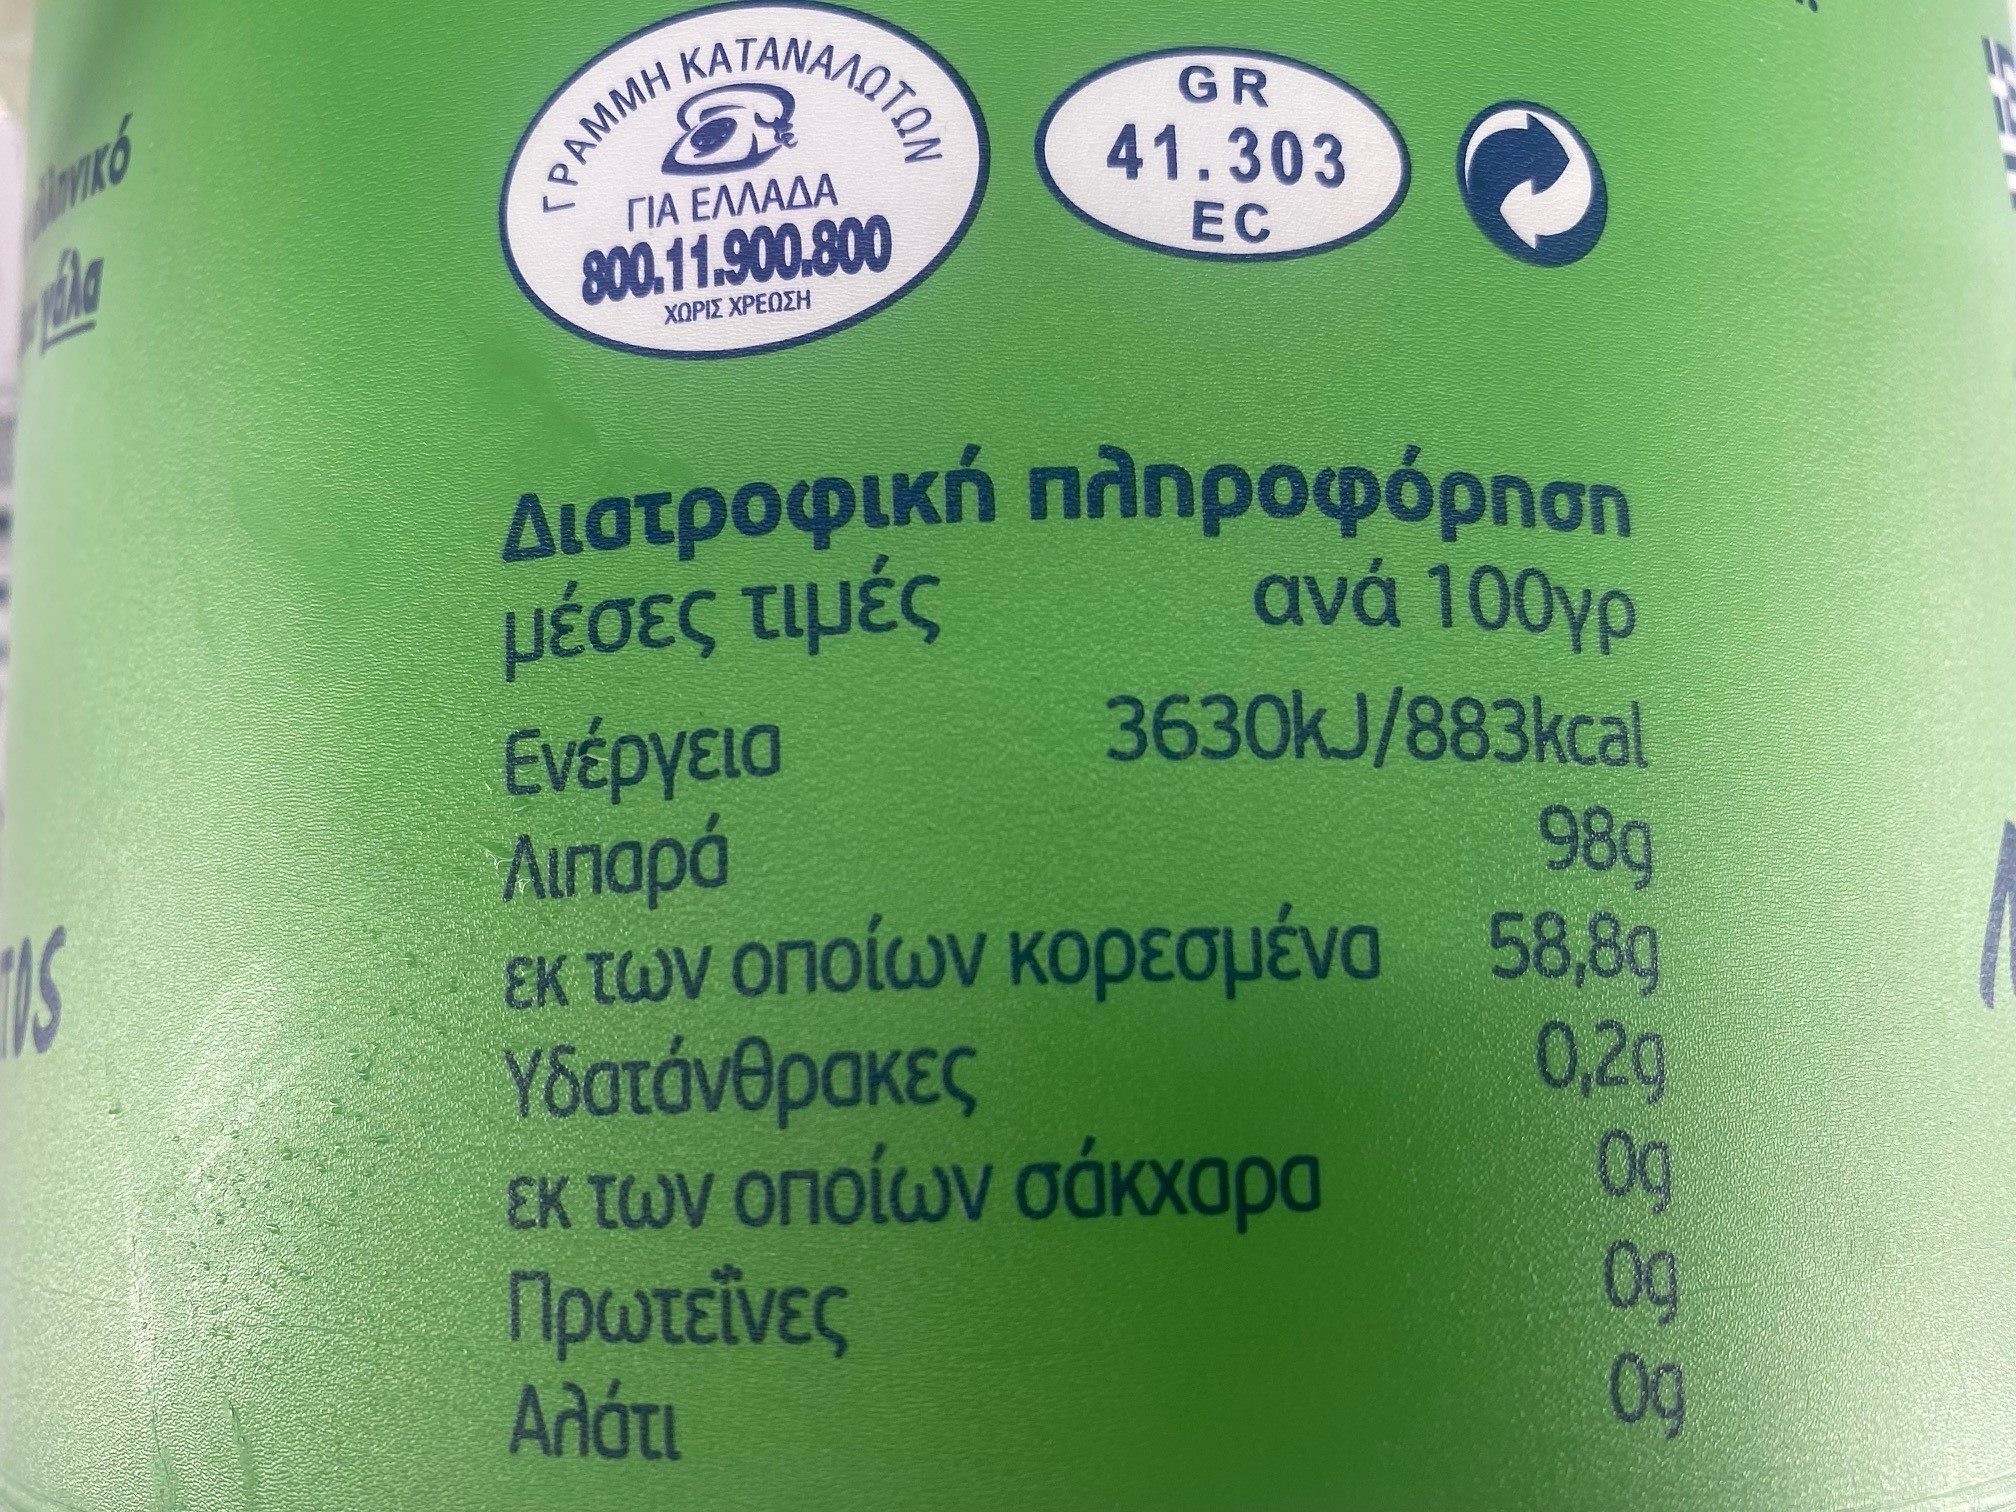 ΓΡΑΜΜΗ ΚΑΤΑΝΑΛΩΤΩΝ
ΓΙΑ ΕΛΛΑΔΑ
800.11.900.800
ΧΩΡΙΣ ΧΡΕΩΣΗ
GR
41.303
EC
γάλα
Διατροφική πληροφόρηση
μέσες τιμές ανά 100γρ
Ενέργεια 3630kJ/883kcal
Λιπαρά 98g
εκ των οποίων κορεσμένα 58,8g
Υδατάνθρακες 0,2g
εκ των οποίων σάκχαρα 0g
Πρωτεΐνες 0g
Αλάτι 0g